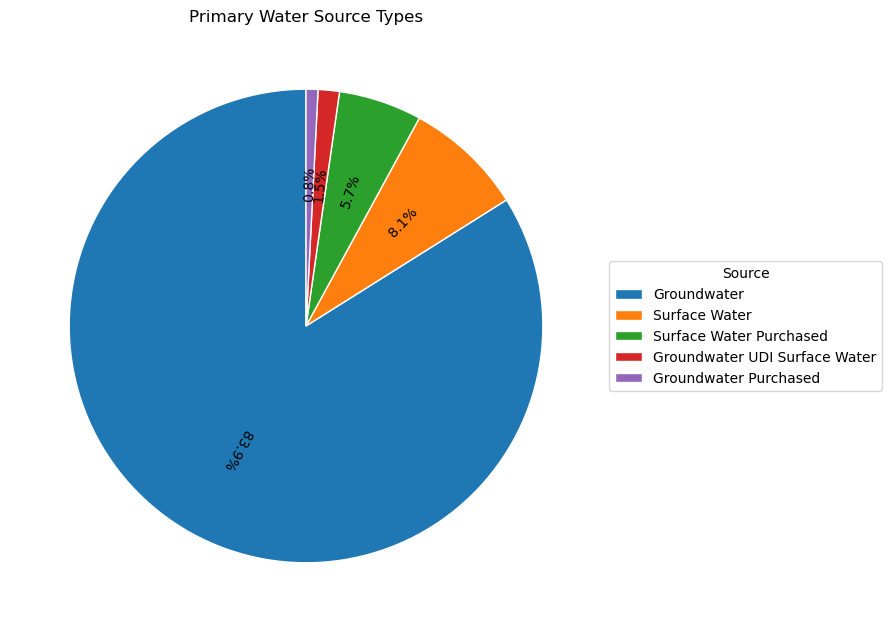 Primary Water Source Types
0.8%
1.5%
5.7%
8.1%
83.9%
Source
Groundwater
Surface Water
Surface Water Purchased
Groundwater UDI Surface Water
Groundwater Purchased